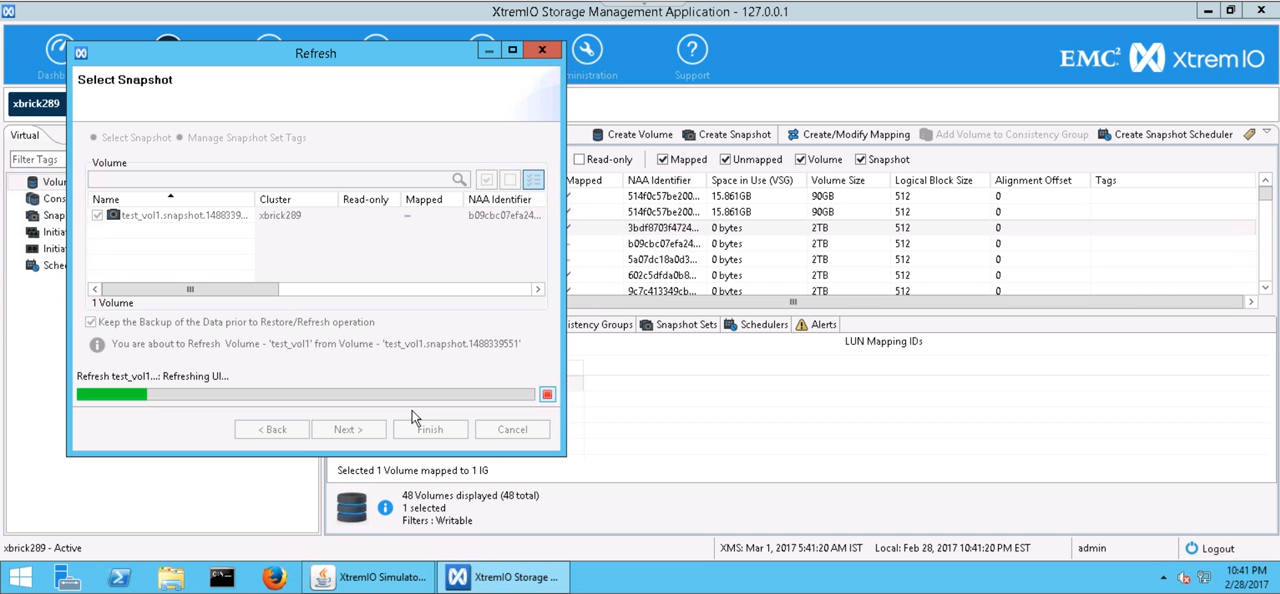 XtremIO Storage Management Application - 127.0.0.1
Refresh
Dashb
ministration
Support
EMC² XtremIO
Select Snapshot
xbrick289
Select Snapshot
Manage Snapshot Set Tags
Virtual
Create Volume
Create Snapshot
Create/Modify Mapping
Add Volume to Consistency Group
Create Snapshot Scheduler
Filter Tags
Volume
Read-only
Mapped
Unmapped
Volume
Snapshot
Name
Cluster
Read-only
Mapped
NAA Identifier
test_vol1.snapshot.1488339...
xbrick289
–
b09cbc07efa24...
1 Volume
Keep the Backup of the Data prior to Restore/Refresh operation
You are about to Refresh Volume - 'test_vol1' from Volume - 'test_vol1.snapshot.1488339551'
Refresh test_vol1...: Refreshing UI...
< Back
Next >
Finish
Cancel
Volu
Cons
Snap
Initia
Initia
Sche
Mapped
NAA Identifier
Space in Use (VSG)
Volume Size
Logical Block Size
Alignment Offset
Tags
514f0c57be200... 15.861GB 90GB 512 0
514f0c57be200... 15.861GB 90GB 512 0
3bdf8703f4724... 0 bytes 2TB 512 0
b09cbc07efa24... 0 bytes 2TB 512 0
5a07dc18a0d3... 0 bytes 2TB 512 0
602c5dfda0b8... 0 bytes 2TB 512 0
9c7c413349cb... 0 bytes 2TB 512 0
istency Groups
Snapshot Sets
Schedulers
Alerts
LUN Mapping IDs
Selected 1 Volume mapped to 1 IG
48 Volumes displayed (48 total)
1 selected
Filters : Writable
xbrick289 - Active
XMS: Mar 1, 2017 5:41:20 AM IST
Local: Feb 28, 2017 10:41:20 PM EST
admin
Logout
XtremIO Simulato...
XtremIO Storage ...
10:41 PM
2/28/2017